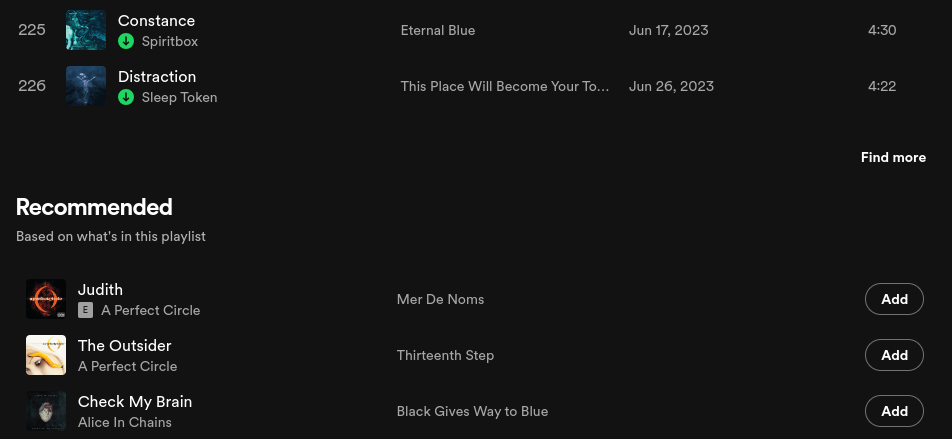 225
Constance
Spiritbox
Eternal Blue
Jun 17, 2023
4:30
226
Distraction
Sleep Token
This Place Will Become Your To...
Jun 26, 2023
4:22
Find more
Recommended
Based on what's in this playlist
Judith
E A Perfect Circle
Mer De Noms
Add
The Outsider
A Perfect Circle
Thirteenth Step
Add
Check My Brain
Alice In Chains
Black Gives Way to Blue
Add